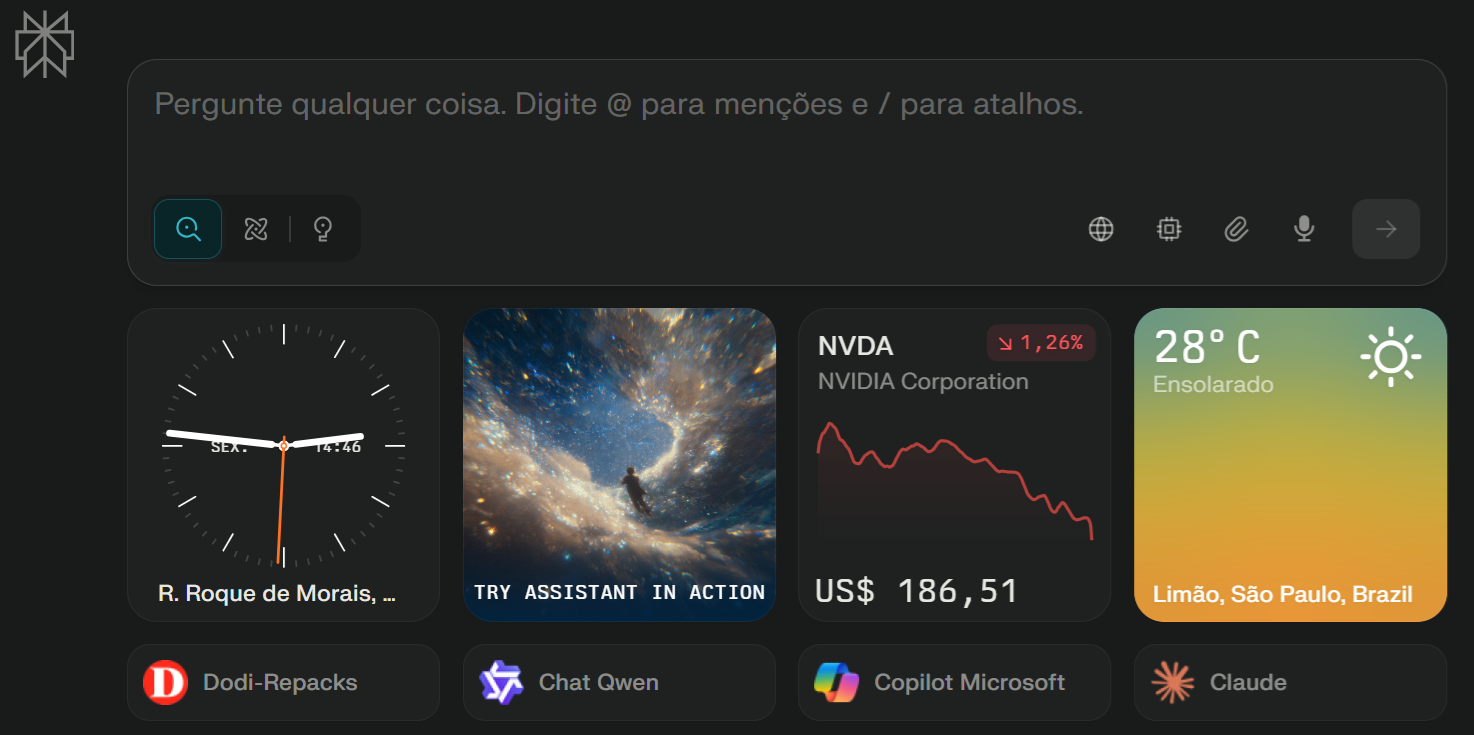 Pergunte qualquer coisa. Digite @ para menções e / para atalhos.
SEX. 14:46
R. Roque de Morais, ...
TRY ASSISTANT IN ACTION
NVDA
1,26%
NVIDIA Corporation
US$ 186,51
28° C
Ensolarado
Limão, São Paulo, Brazil
Dodi-Repacks
Chat Qwen
Copilot Microsoft
Claude